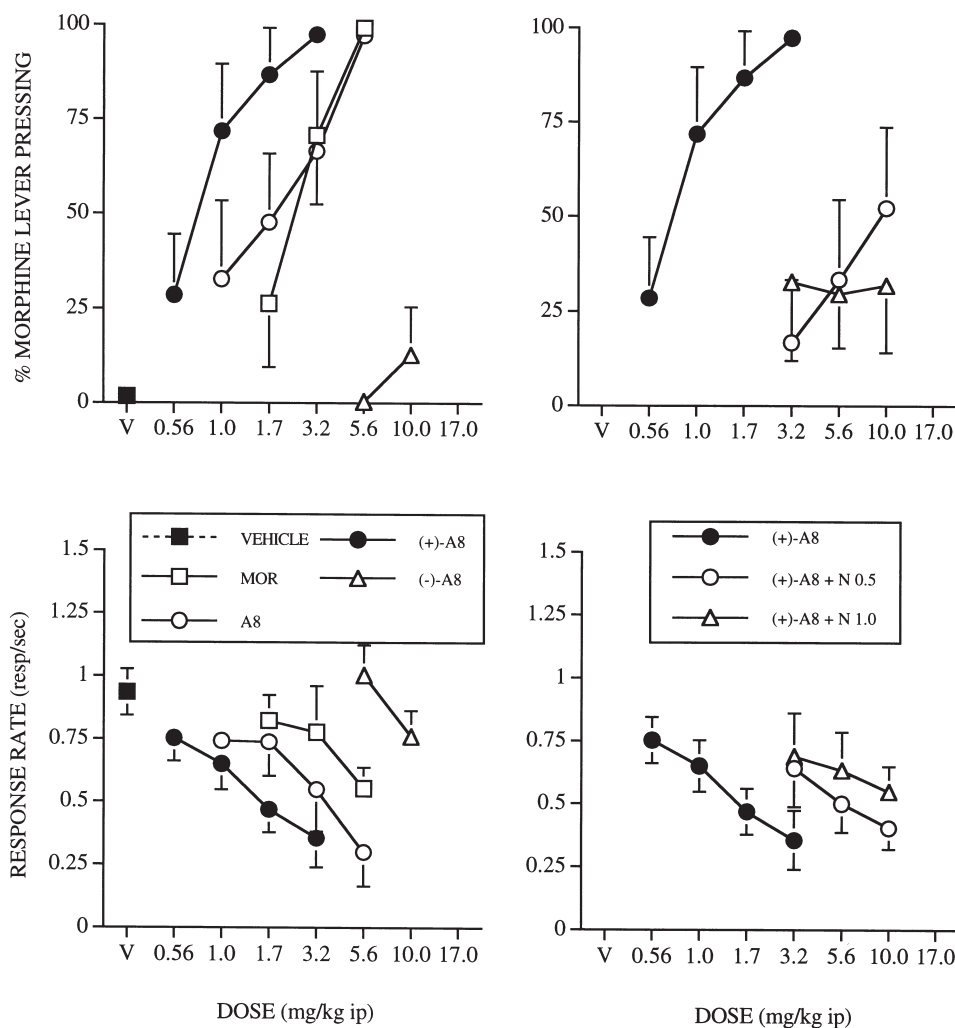 % MORPHINE LEVER PRESSING
100
75
50
25
0
V 0.56 1.0 1.7 3.2 5.6 10.0 17.0
100
75
50
25
0
V 0.56 1.0 1.7 3.2 5.6 10.0 17.0
VEHICLE
MOR
A8
(+)-A8
(-)-A8
RESPONSE RATE (resp/sec)
1.5
1.25
1
0.75
0.5
0.25
0
V 0.56 1.0 1.7 3.2 5.6 10.0 17.0
DOSE (mg/kg ip)
(+)-A8
(+)-A8 + N 0.5
(+)-A8 + N 1.0
1.5
1.25
1
0.75
0.5
0.25
0
V 0.56 1.0 1.7 3.2 5.6 10.0 17.0
DOSE (mg/kg ip)